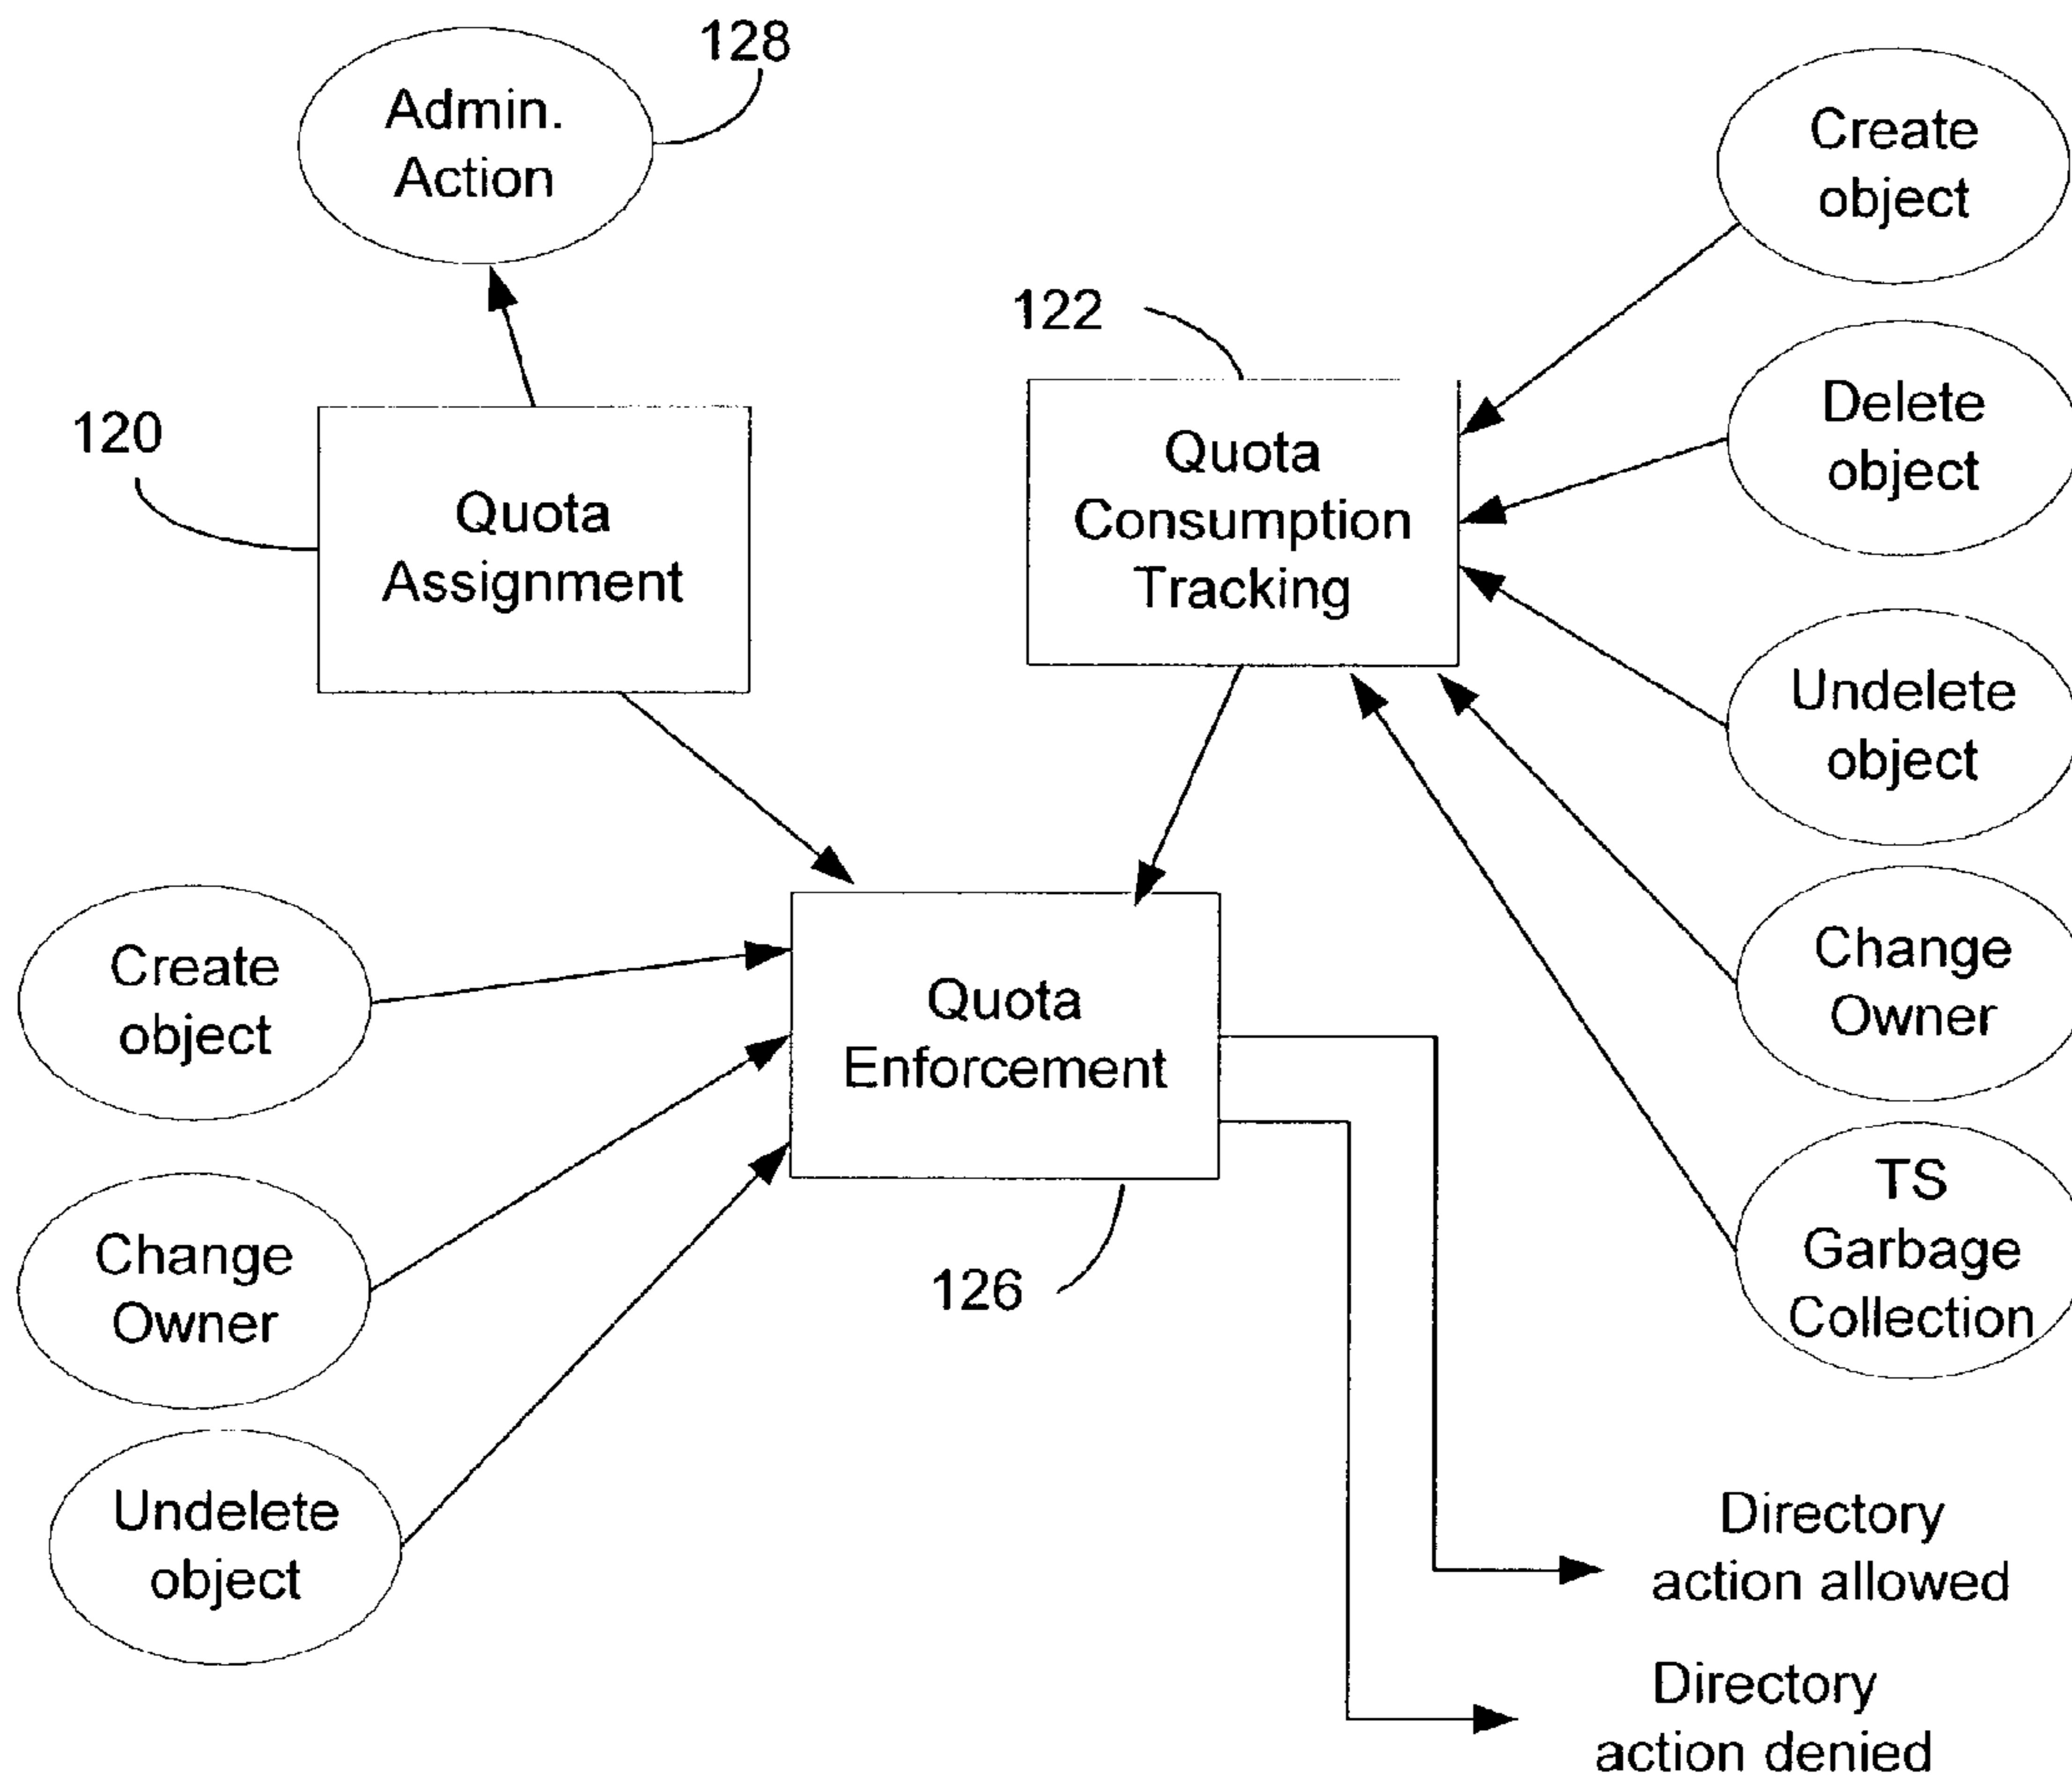 128
Admin.
Action
Create
object
122
Delete
object
120
Quota
Consumption
Tracking
Quota
Assignment
Undelete
object
Create
object
Quota
Enforcement
Change
Owner
TS
Garbage
Collection
Change
Owner
126
Undelete
object
Directory
action allowed
Directory
action denied